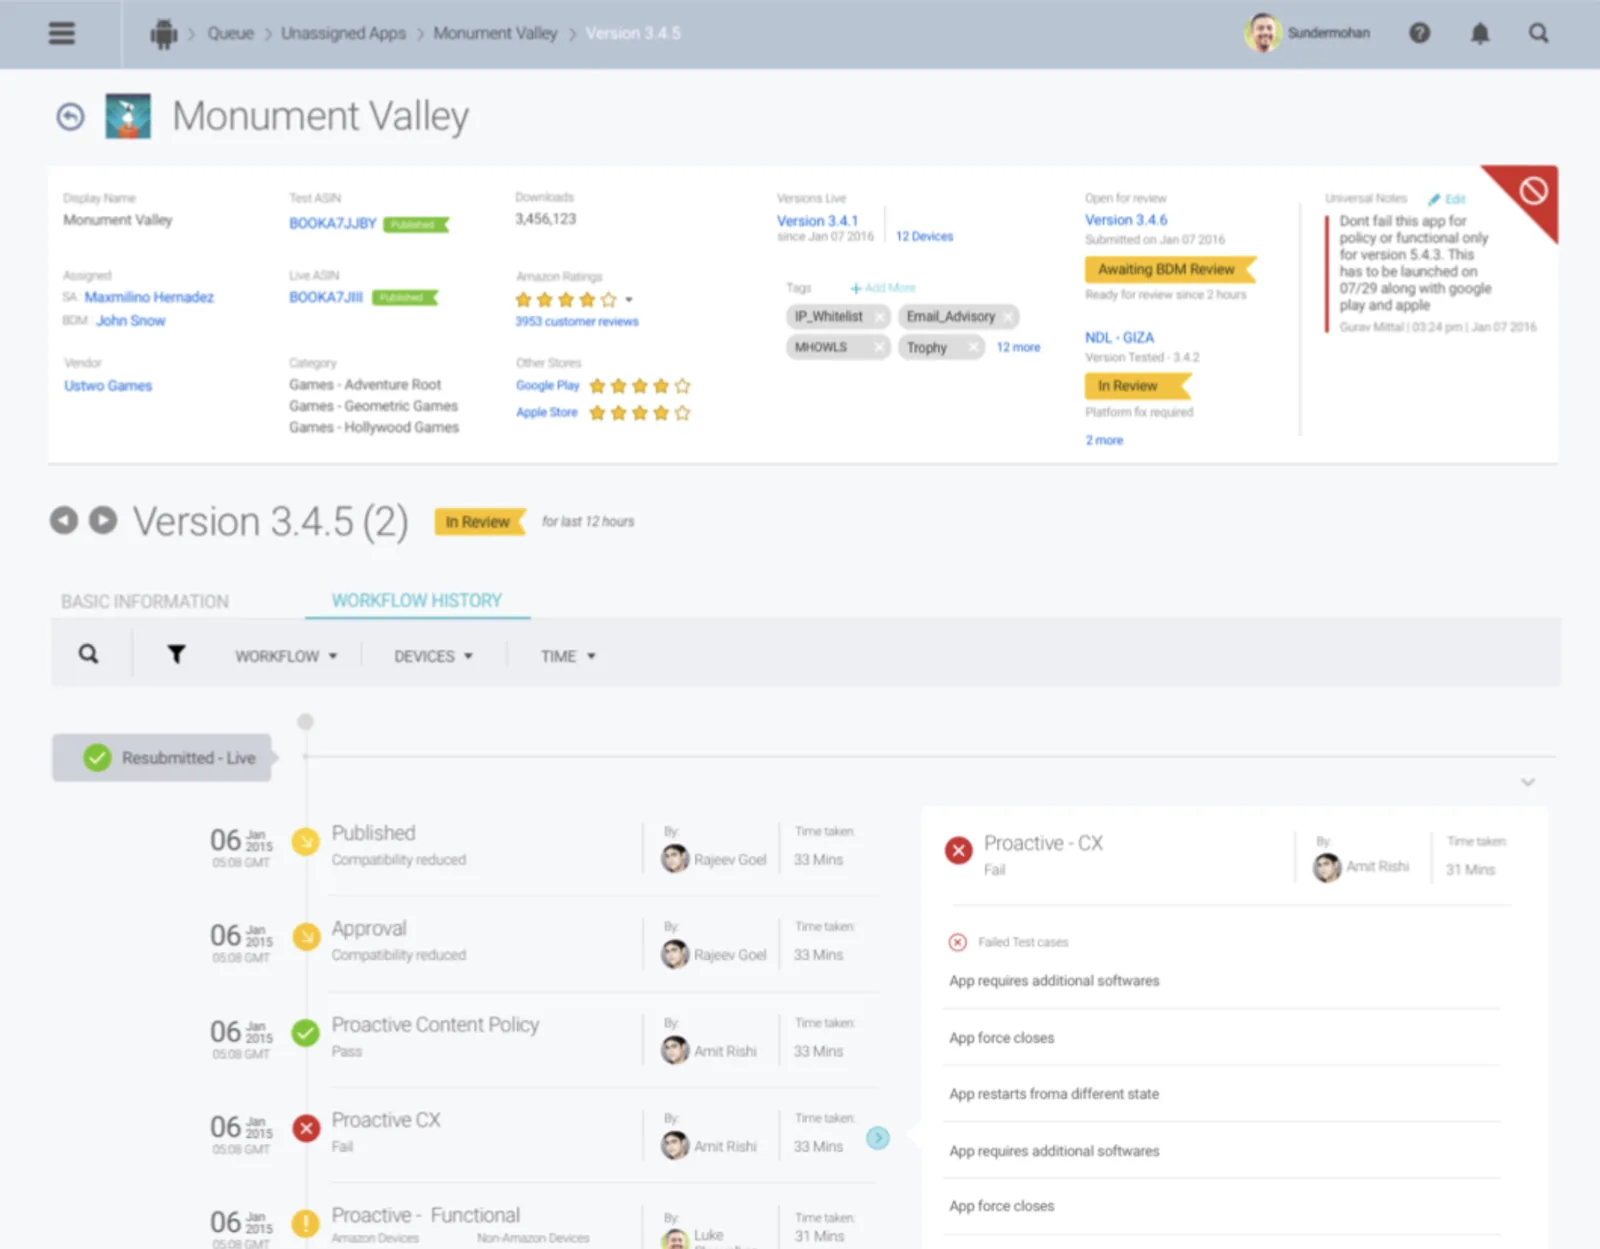 Queue > Unassigned Apps > Monument Valley > Version 3.4.5
Sundermohan
Monument Valley
Display Name
Monument Valley
Assigned
SA : Maxmilino Hernadez
BDM : John Snow
Vendor
Ustwo Games
Test ASIN
BOOKA7JJBY Published
Live ASIN
BOOKA7JIII Published
Category
Games - Adventure Root
Games - Geometric Games
Games - Hollywood Games
Downloads
3,456,123
Amazon Ratings
3953 customer reviews
Other Stores
Google Play
Apple Store
Versions Live
Version 3.4.1
since Jan 07 2016
12 Devices
Tags
+ Add More
IP_Whitelist ×
Email_Advisory ×
MHOWLS ×
Trophy ×
12 more
Open for review
Version 3.4.6
Submitted on Jan 07 2016
Awaiting BDM Review
Ready for review since 2 hours
NDL - GIZA
Version Tested - 3.4.2
In Review
Platform fix required
2 more
Universal Notes
Edit
Dont fail this app for
policy or functional only
for version 5.4.3. This
has to be launched on
07/29 along with google
play and apple
Gurav Mittal | 03:24 pm | Jan 07 2016
Version 3.4.5 (2)
In Review
for last 12 hours
BASIC INFORMATION
WORKFLOW HISTORY
WORKFLOW
DEVICES
TIME
Resubmitted - Live
06 Jan 2015
05:08 GMT
Published
Compatibility reduced
By:
Rajeev Goel
Time taken:
33 Mins
06 Jan 2015
05:08 GMT
Approval
Compatibility reduced
By:
Rajeev Goel
Time taken:
33 Mins
06 Jan 2015
05:08 GMT
Proactive Content Policy
Pass
By:
Amit Rishi
Time taken:
33 Mins
06 Jan 2015
05:08 GMT
Proactive CX
Fail
By:
Amit Rishi
Time taken:
33 Mins
06 Jan 2015
05:08 GMT
Proactive - Functional
Amazon Devices
Non-Amazon Devices
By:
Luke
Time taken:
31 Mins
Proactive - CX
Fail
By:
Amit Rishi
Time taken:
31 Mins
Failed Test cases
App requires additional softwares
App force closes
App restarts froma different state
App requires additional softwares
App force closes